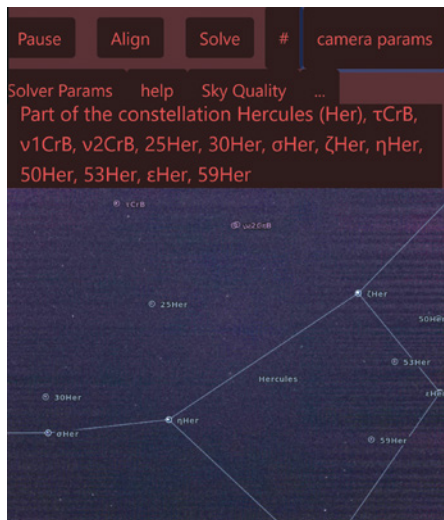 Pause Align Solve # camera params
Solver Params help Sky Quality ...
Part of the constellation Hercules (Her), τCrB,
ν1CrB, ν2CrB, 25Her, 30Her, σHer, ζHer, ηHer,
50Her, 53Her, εHer, 59Her
τCrB
25Her
ζHer
50Her
53Her
Hercules
εHer
30Her
ηHer
σHer
59Her